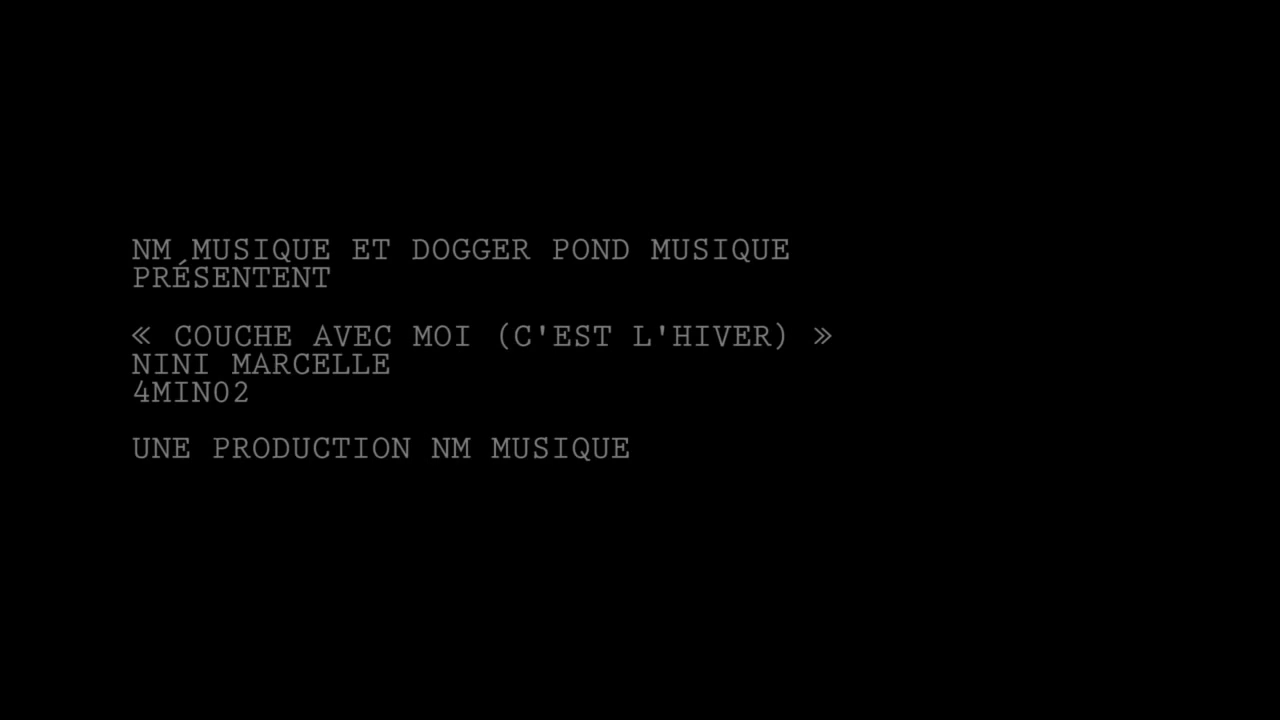 NM MUSIQUE ET DOGGER POND MUSIQUE
PRÉSENTENT
« COUCHE AVEC MOI (C'EST L'HIVER) »
NINI MARCELLE
4MIN02
UNE PRODUCTION NM MUSIQUE